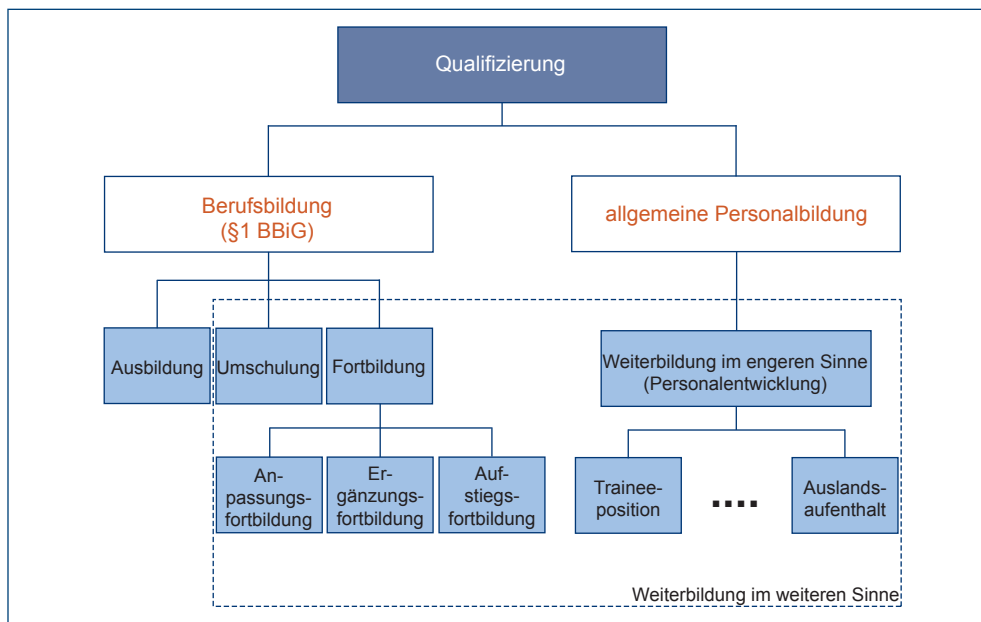 Qualifizierung
Berufsbildung
(§1 BBiG)
allgemeine Personalbildung
Ausbildung
Umschulung
Fortbildung
Weiterbildung im engeren Sinne
(Personalentwicklung)
An-
passungs-
fortbildung
Er-
gänzungs-
fortbildung
Auf-
stiegs-
fortbildung
Trainee-
position
....
Auslands-
aufenthalt
Weiterbildung im weiteren Sinne